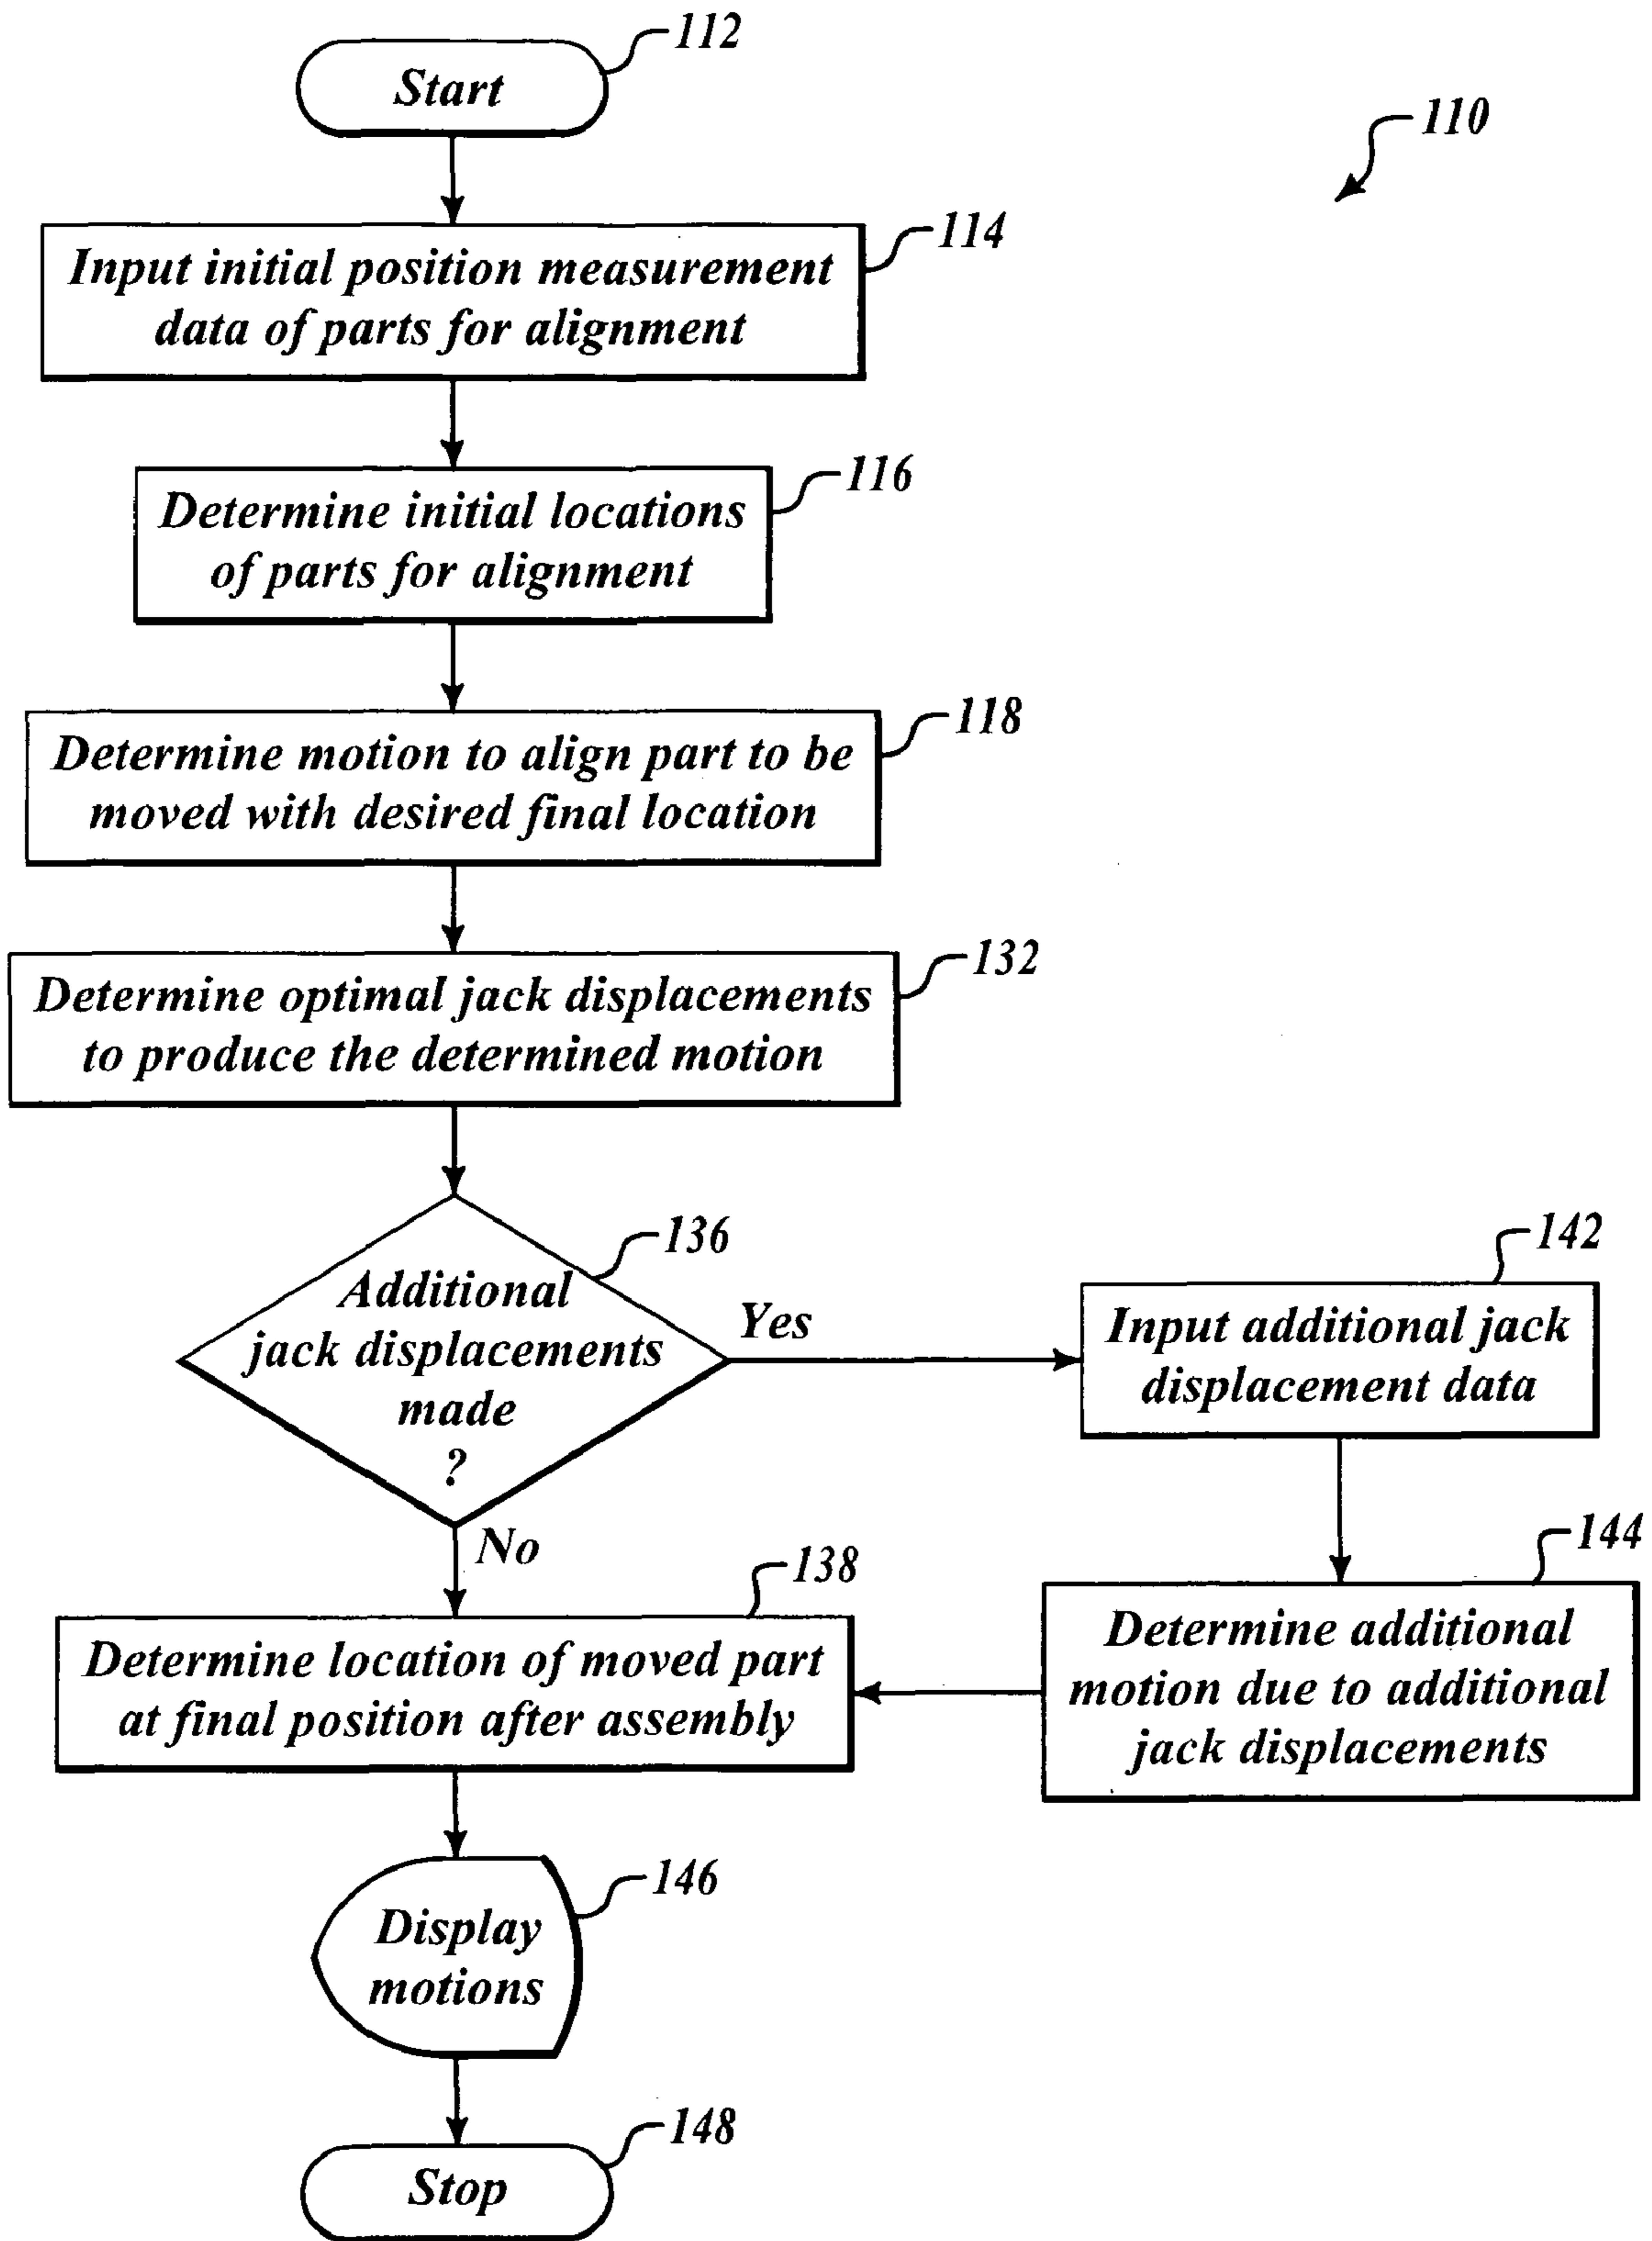 112
Start
110
114
Input initial position measurement
data of parts for alignment
116
Determine initial locations
of parts for alignment
118
Determine motion to align part to be
moved with desired final location
132
Determine optimal jack displacements
to produce the determined motion
136
Additional
jack displacements
made
?
Yes
No
142
Input additional jack
displacement data
144
Determine additional
motion due to additional
jack displacements
138
Determine location of moved part
at final position after assembly
146
Display
motions
148
Stop